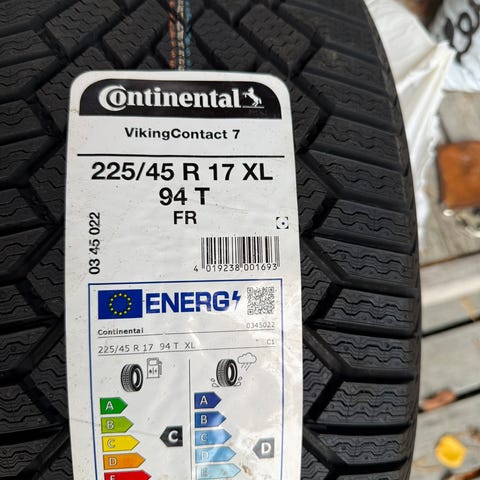 Continental
VikingContact 7
225/45 R 17 XL
94 T
FR
03 45 022
4 019238 001693
ENERG
Continental
0345022
225/45 R 17 94 T XL
C1
A
B
C
D
E
C
A
B
C
D
E
D